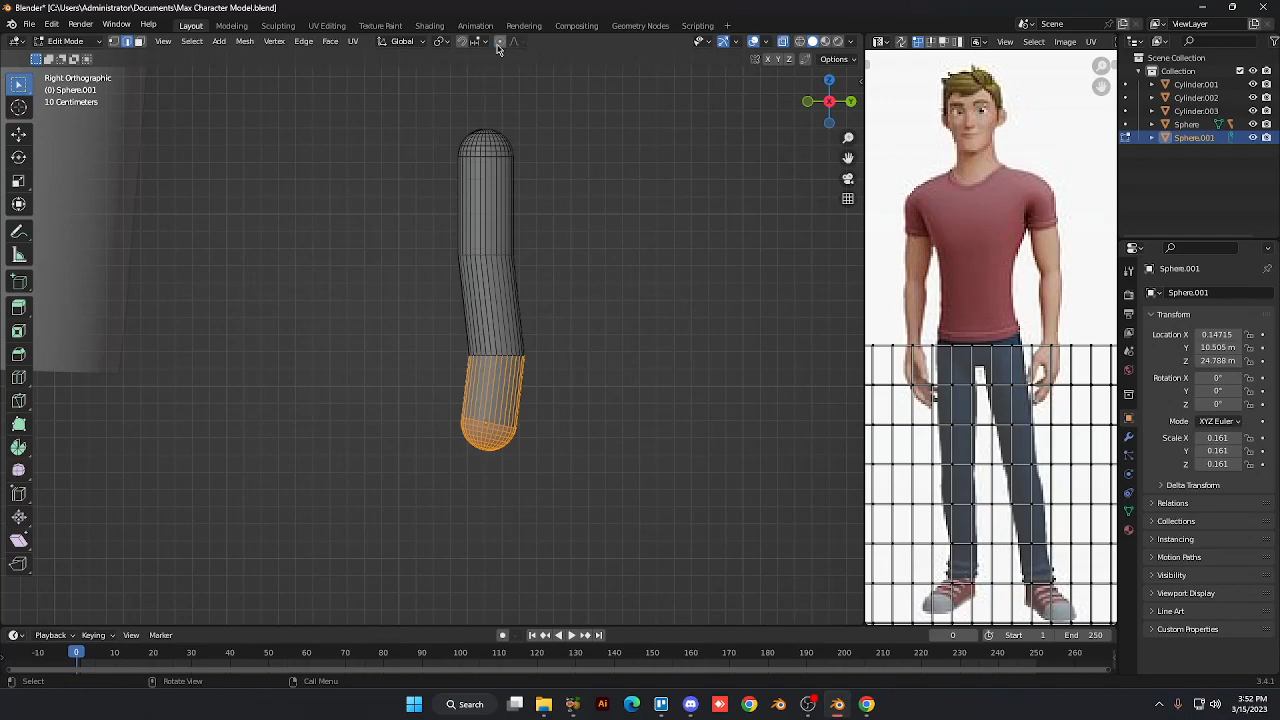 Blender* [C:\Users\Administrator\Documents\Max Character Model.blend]
File Edit Render Window Help Layout Modeling Sculpting UV Editing Texture Paint Shading Animation Rendering Compositing Geometry Nodes Scripting + Scene ViewLayer
Edit Mode View Select Add Mesh Vertex Edge Face UV Global View Select Image UV
X Y Z Options
Right Orthographic
(0) Sphere.001
10 Centimeters
Z
X
Y
Scene Collection
Collection
Cylinder.001
Cylinder.002
Cylinder.003
Sphere
Sphere.001
Sphere.001
Sphere.001
Transform
Location X 0.14715
Y 10.505 m
Z 24.788 m
Rotation X 0°
Y 0°
Z 0°
Mode XYZ Euler
Scale X 0.161
Y 0.161
Z 0.161
Delta Transform
Relations
Collections
Instancing
Motion Paths
Visibility
Viewport Display
Line Art
Custom Properties
Playback Keying View Marker 0 Start 1 End 250
-10 0 10 20 30 40 50 60 70 80 90 100 110 120 130 140 150 160 170 180 190 200 210 220 230 240 250 260
Select Rotate View Call Menu 3.4.1
Search
Ai
3:52 PM
3/15/2023